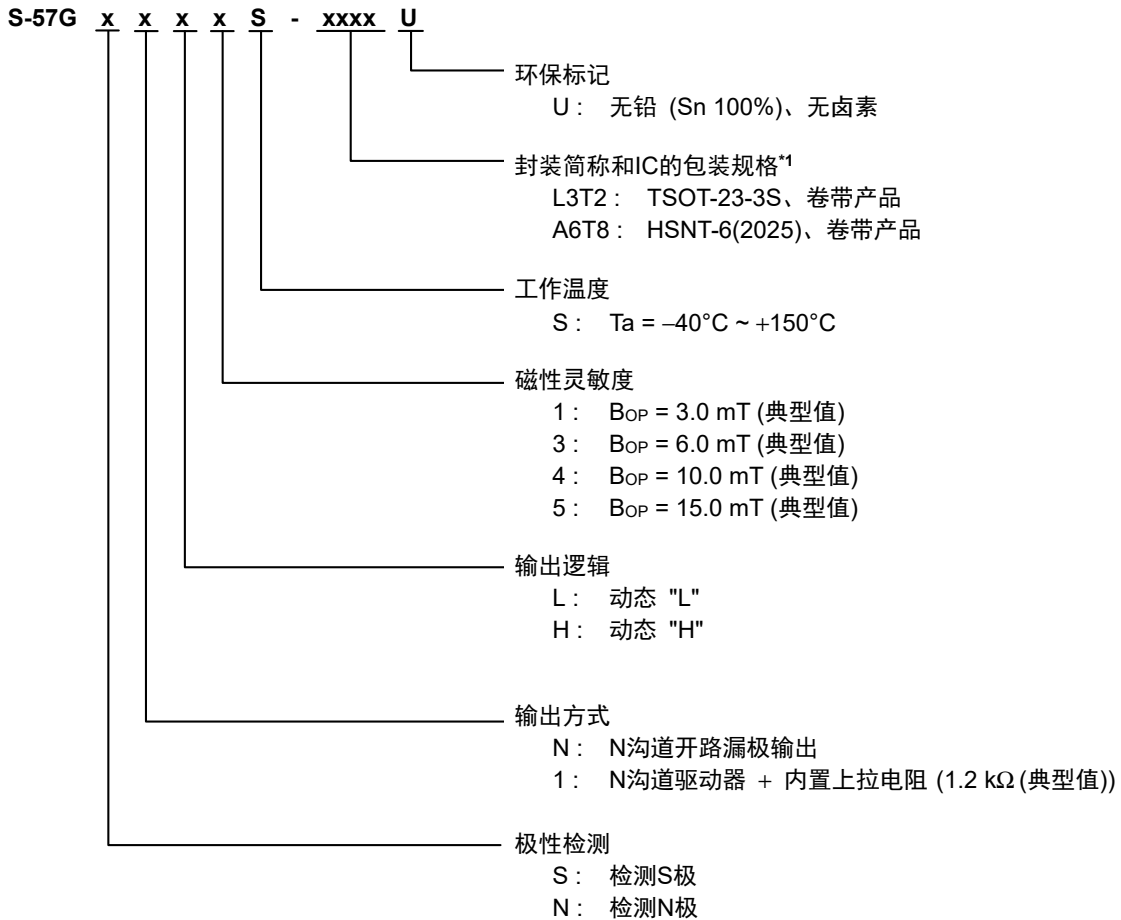 S-57G x x x x S - xxxx U
环保标记
U : 无铅 (Sn 100%)、无卤素
封装简称和IC的包装规格*1
L3T2 : TSOT-23-3S、卷带产品
A6T8 : HSNT-6(2025)、卷带产品
工作温度
S : Ta = −40°C ~ +150°C
磁性灵敏度
1 : BOP = 3.0 mT (典型值)
3 : BOP = 6.0 mT (典型值)
4 : BOP = 10.0 mT (典型值)
5 : BOP = 15.0 mT (典型值)
输出逻辑
L : 动态 "L"
H : 动态 "H"
输出方式
N : N沟道开路漏极输出
1 : N沟道驱动器 + 内置上拉电阻 (1.2 kΩ (典型值))
极性检测
S : 检测S极
N : 检测N极